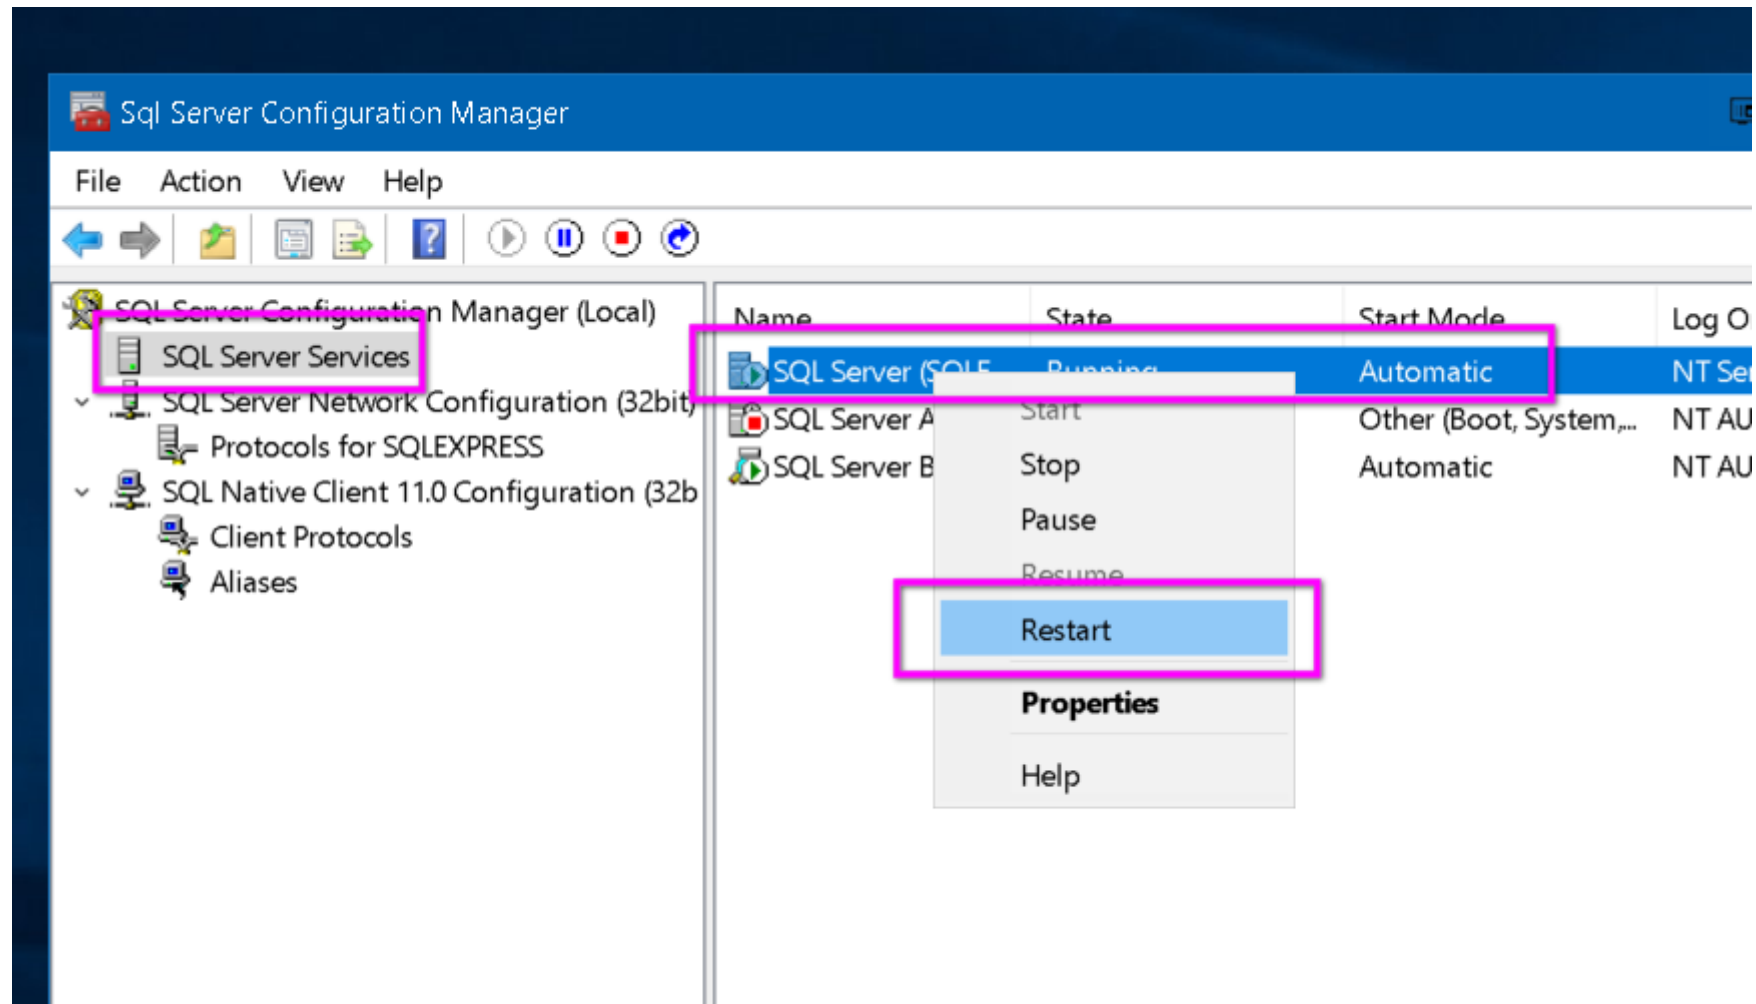 Sql Server Configuration Manager
File Action View Help
SQL Server Configuration Manager (Local)
SQL Server Services
SQL Server Network Configuration (32bit)
Protocols for SQLEXPRESS
SQL Native Client 11.0 Configuration (32b
Client Protocols
Aliases
Name State Start Mode Log O
SQL Server (SQLE Running Automatic NT Ser
SQL Server A Other (Boot, System,... NT AU
SQL Server B Automatic NT AU
Start
Stop
Pause
Resume
Restart
Properties
Help